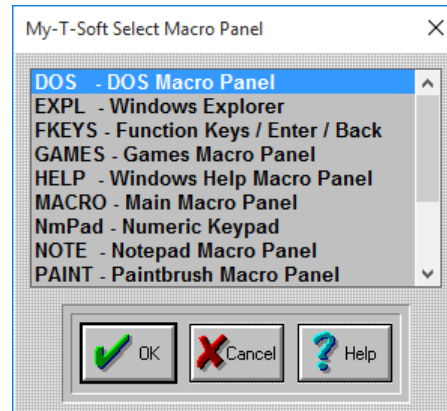 My-T-Soft Select Macro Panel
DOS - DOS Macro Panel
EXPL - Windows Explorer
FKEYS - Function Keys / Enter / Back
GAMES - Games Macro Panel
HELP - Windows Help Macro Panel
MACRO - Main Macro Panel
NmPad - Numeric Keypad
NOTE - Notepad Macro Panel
PAINT - Paintbrush Macro Panel
OK Cancel Help